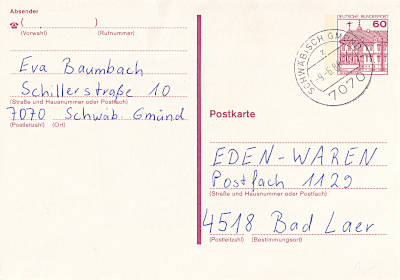 Absender
( )
(Vorwahl) (Rufnummer)
Eva Baumbach
Schillerstraße 10
(Straße und Hausnummer oder Postfach)
7070 Schwäb. Gmünd
(Postleitzahl) (Ort)
DEUTSCHE BUNDESPOST
60
SCHWÄBISCH GMÜND
7070
Postkarte
EDEN-WAREN
Postfach 1129
(Straße und Hausnummer oder Postfach)
4518 Bad Laer
(Postleitzahl) (Bestimmungsort)